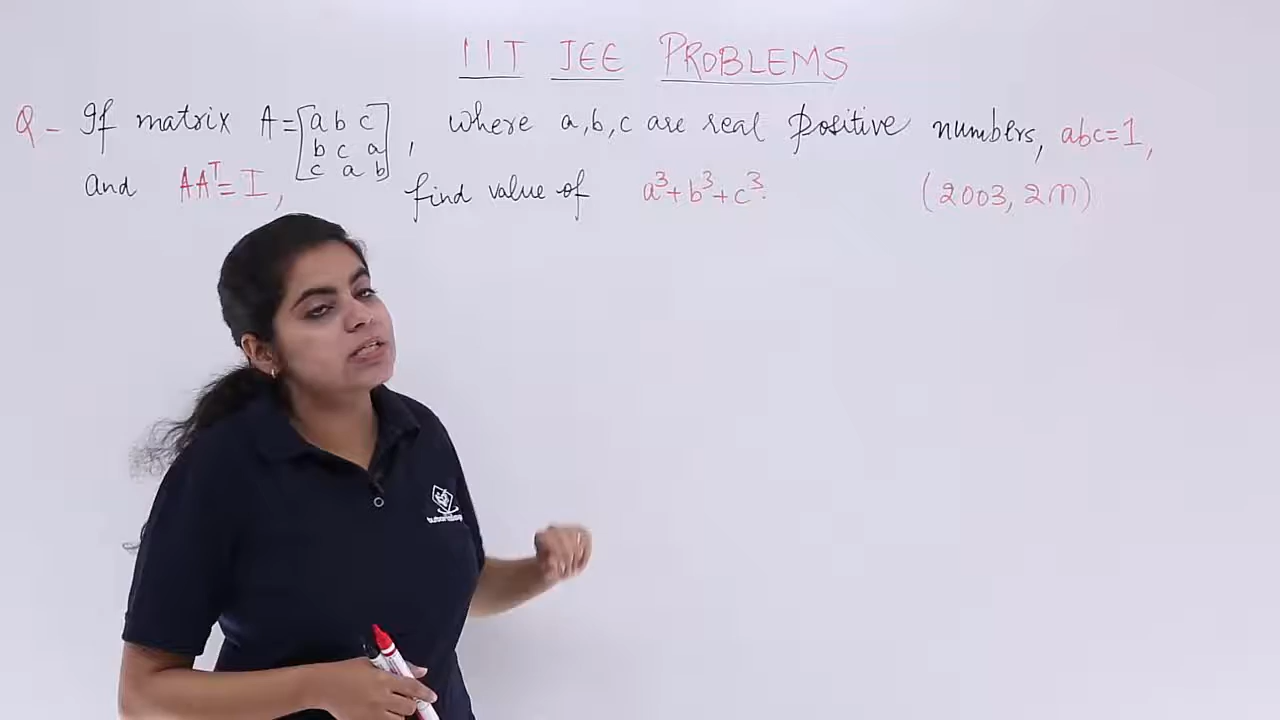 IIT JEE PROBLEMS
Q - If matrix A = [a b c, where a, b, c are real positive numbers, abc=1,
b c a
c a b]
and AAᵀ = I, find value of a³+b³+c³. (2003, 2M)